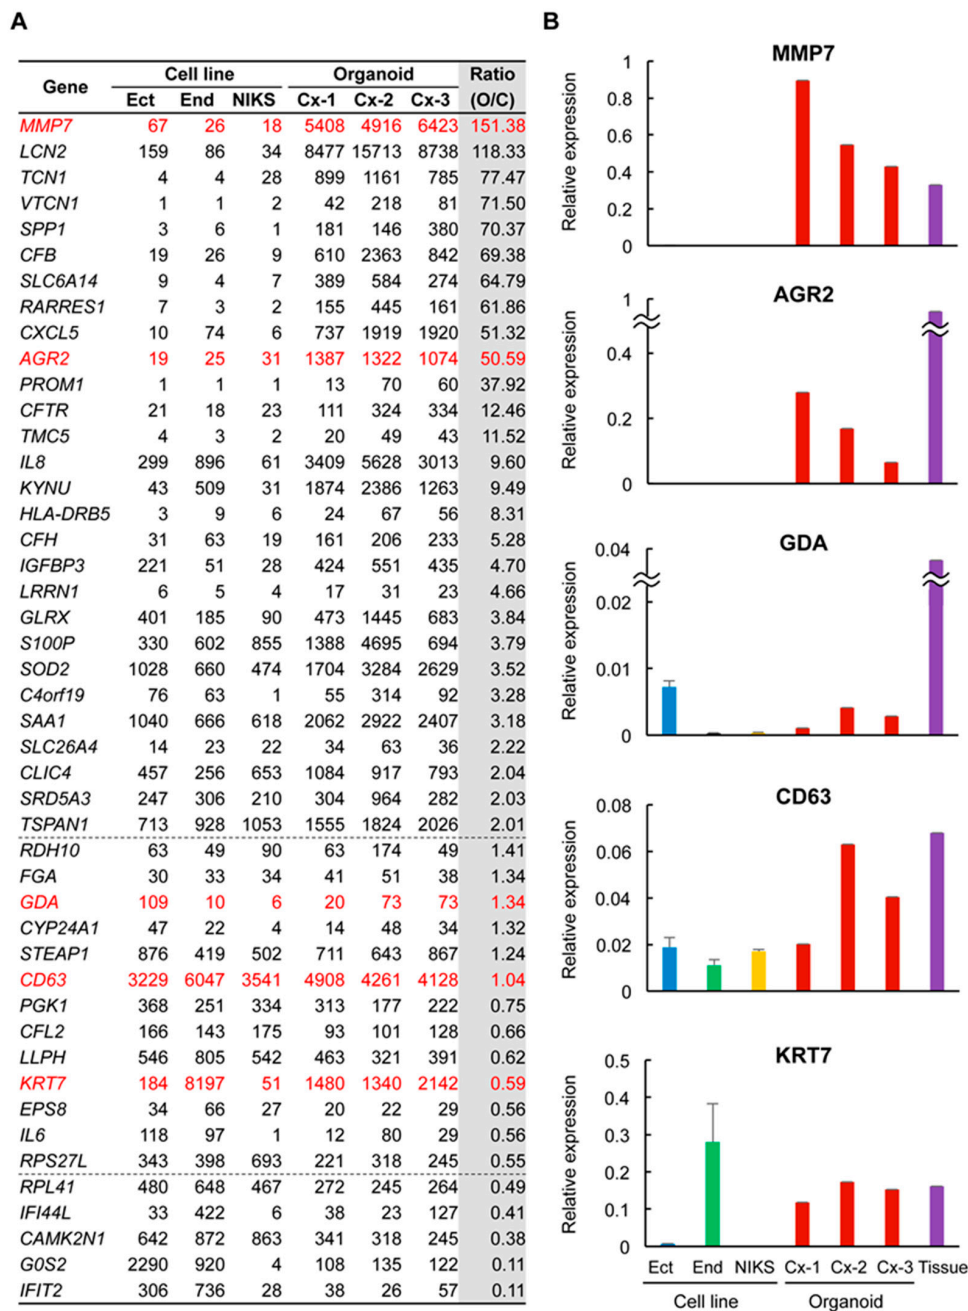 A
Gene Cell line Organoid Ratio
Ect End NIKS Cx-1 Cx-2 Cx-3 (O/C)
MMP7 67 26 18 5408 4916 6423 151.38
LCN2 159 86 34 8477 15713 8738 118.33
TCN1 4 4 28 899 1161 785 77.47
VTCN1 1 1 2 42 218 81 71.50
SPP1 3 6 1 181 146 380 70.37
CFB 19 26 9 610 2363 842 69.38
SLC6A14 9 4 7 389 584 274 64.79
RARRES1 7 3 2 155 445 161 61.86
CXCL5 10 74 6 737 1919 1920 51.32
AGR2 19 25 31 1387 1322 1074 50.59
PROM1 1 1 1 13 70 60 37.92
CFTR 21 18 23 111 324 334 12.46
TMC5 4 3 2 20 49 43 11.52
IL8 299 896 61 3409 5628 3013 9.60
KYNU 43 509 31 1874 2386 1263 9.49
HLA-DRB5 3 9 6 24 67 56 8.31
CFH 31 63 19 161 206 233 5.28
IGFBP3 221 51 28 424 551 435 4.70
LRRN1 6 5 4 17 31 23 4.66
GLRX 401 185 90 473 1445 683 3.84
S100P 330 602 855 1388 4695 694 3.79
SOD2 1028 660 474 1704 3284 2629 3.52
C4orf19 76 63 1 55 314 92 3.28
SAA1 1040 666 618 2062 2922 2407 3.18
SLC26A4 14 23 22 34 63 36 2.22
CLIC4 457 256 653 1084 917 793 2.04
SRD5A3 247 306 210 304 964 282 2.03
TSPAN1 713 928 1053 1555 1824 2026 2.01
RDH10 63 49 90 63 174 49 1.41
FGA 30 33 34 41 51 38 1.34
GDA 109 10 6 20 73 73 1.34
CYP24A1 47 22 4 14 48 34 1.32
STEAP1 876 419 502 711 643 867 1.24
CD63 3229 6047 3541 4908 4261 4128 1.04
PGK1 368 251 334 313 177 222 0.75
CFL2 166 143 175 93 101 128 0.66
LLPH 546 805 542 463 321 391 0.62
KRT7 184 8197 51 1480 1340 2142 0.59
EPS8 34 66 27 20 22 29 0.56
IL6 118 97 1 12 80 29 0.56
RPS27L 343 398 693 221 318 245 0.55
RPL41 480 648 467 272 245 264 0.49
IFI44L 33 422 6 38 23 127 0.41
CAMK2N1 642 872 863 341 318 245 0.38
G0S2 2290 920 4 108 135 122 0.11
IFIT2 306 736 28 38 26 57 0.11
B
MMP7
Relative expression
1
0.8
0.6
0.4
0.2
0
AGR2
Relative expression
1
0.4
0.2
0
GDA
Relative expression
0.04
0.02
0.01
0
CD63
Relative expression
0.08
0.06
0.04
0.02
0
KRT7
Relative expression
0.5
0.4
0.3
0.2
0.1
0
Ect End NIKS Cx-1 Cx-2 Cx-3 Tissue
Cell line Organoid